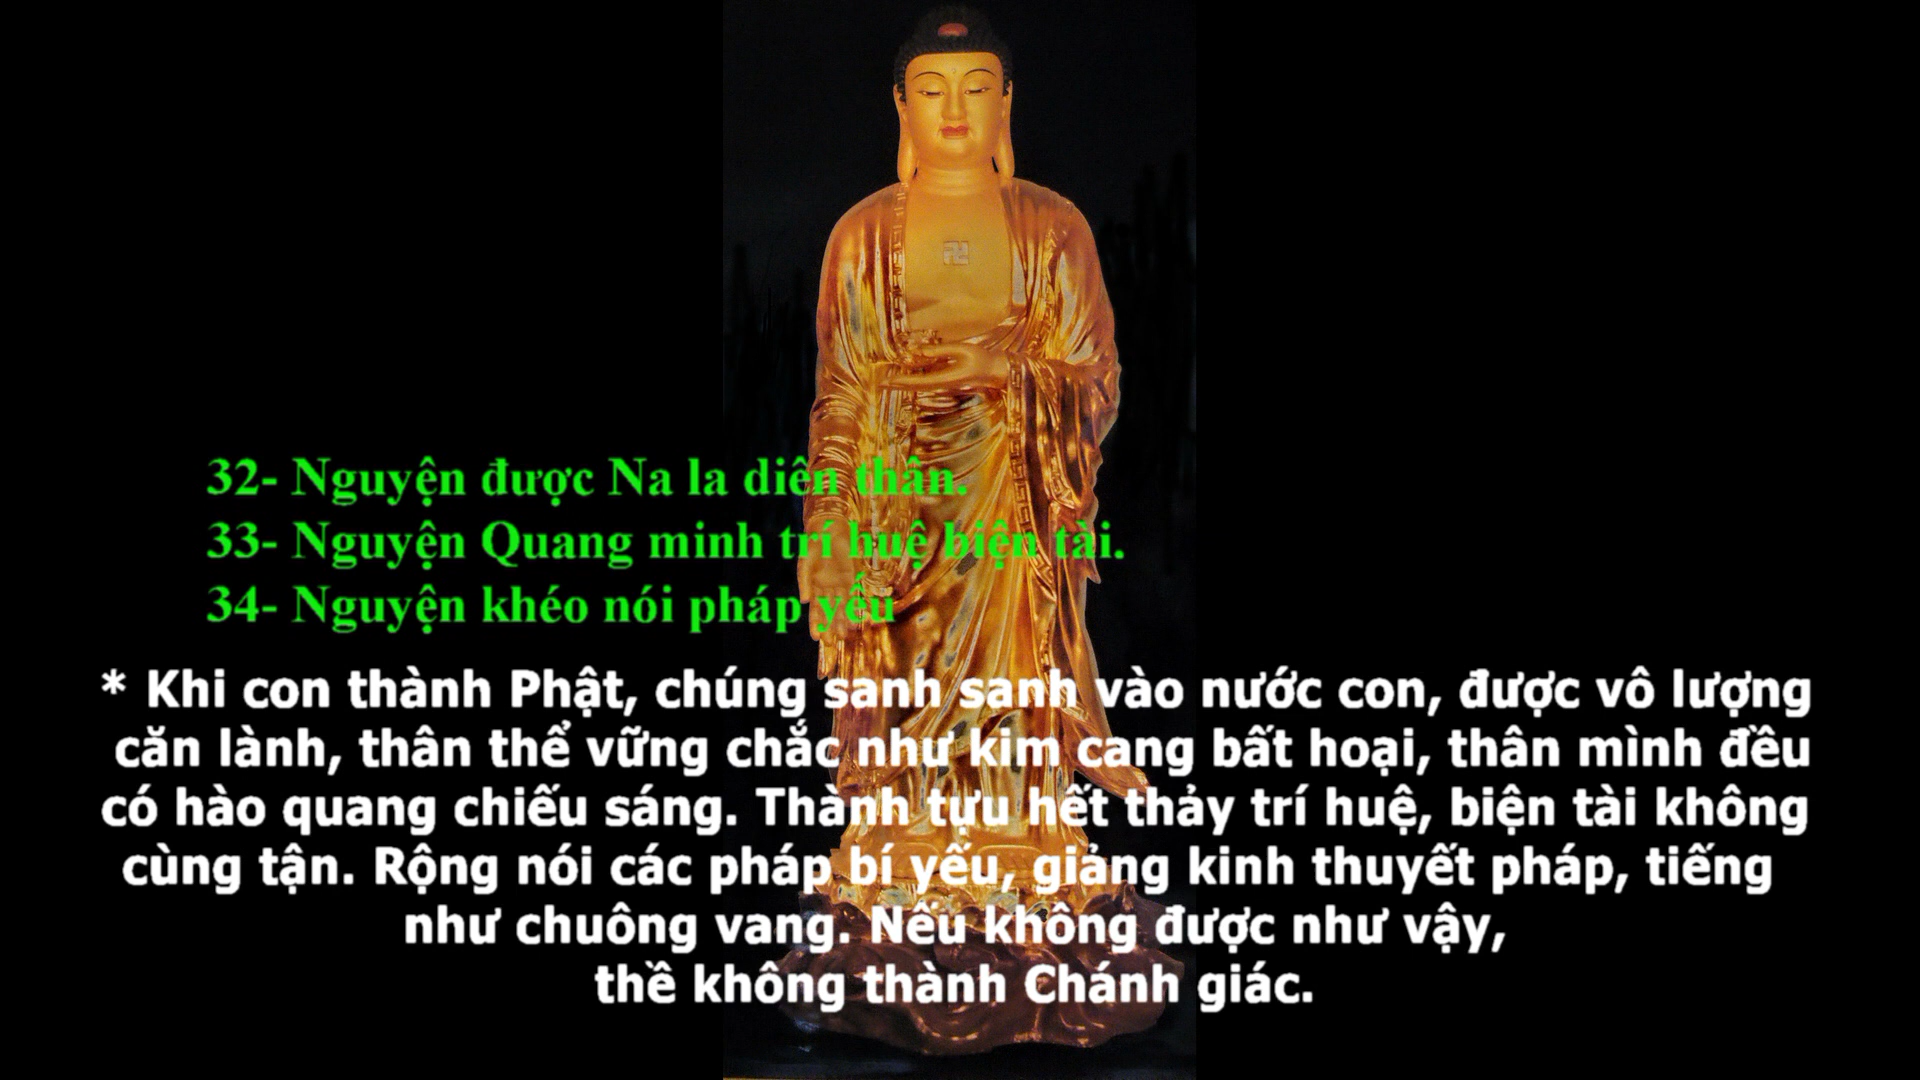 32- Nguyện được Na la diên thân.
33- Nguyện Quang minh trí huệ biện tài.
34- Nguyện khéo nói pháp yếu
* Khi con thành Phật, chúng sanh sanh vào nước con, được vô lượng
căn lành, thân thể vững chắc như kim cang bất hoại, thân mình đều
có hào quang chiếu sáng. Thành tựu hết thảy trí huệ, biện tài không
cùng tận. Rộng nói các pháp bí yếu, giảng kinh thuyết pháp, tiếng
như chuông vang. Nếu không được như vậy,
thề không thành Chánh giác.